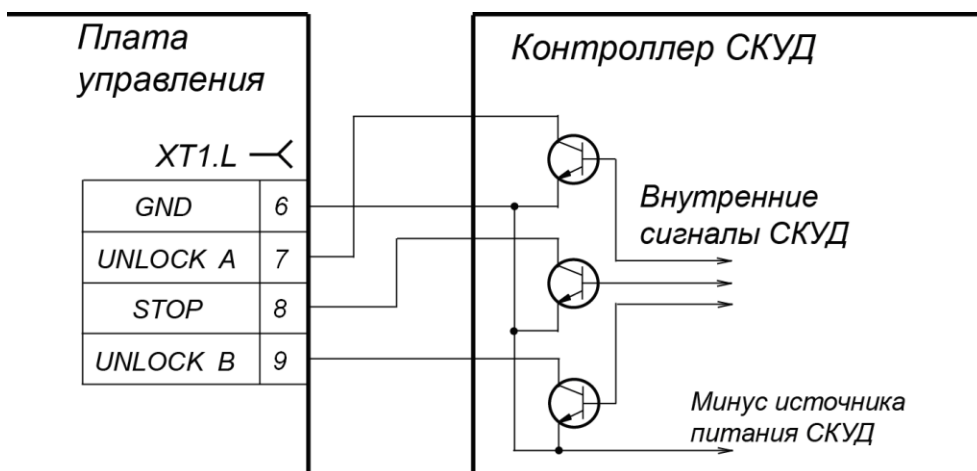 Плата
управления
Контроллер СКУД
XT1.L
GND 6
UNLOCK A 7
STOP 8
UNLOCK B 9
Внутренние
сигналы СКУД
Минус источника
питания СКУД